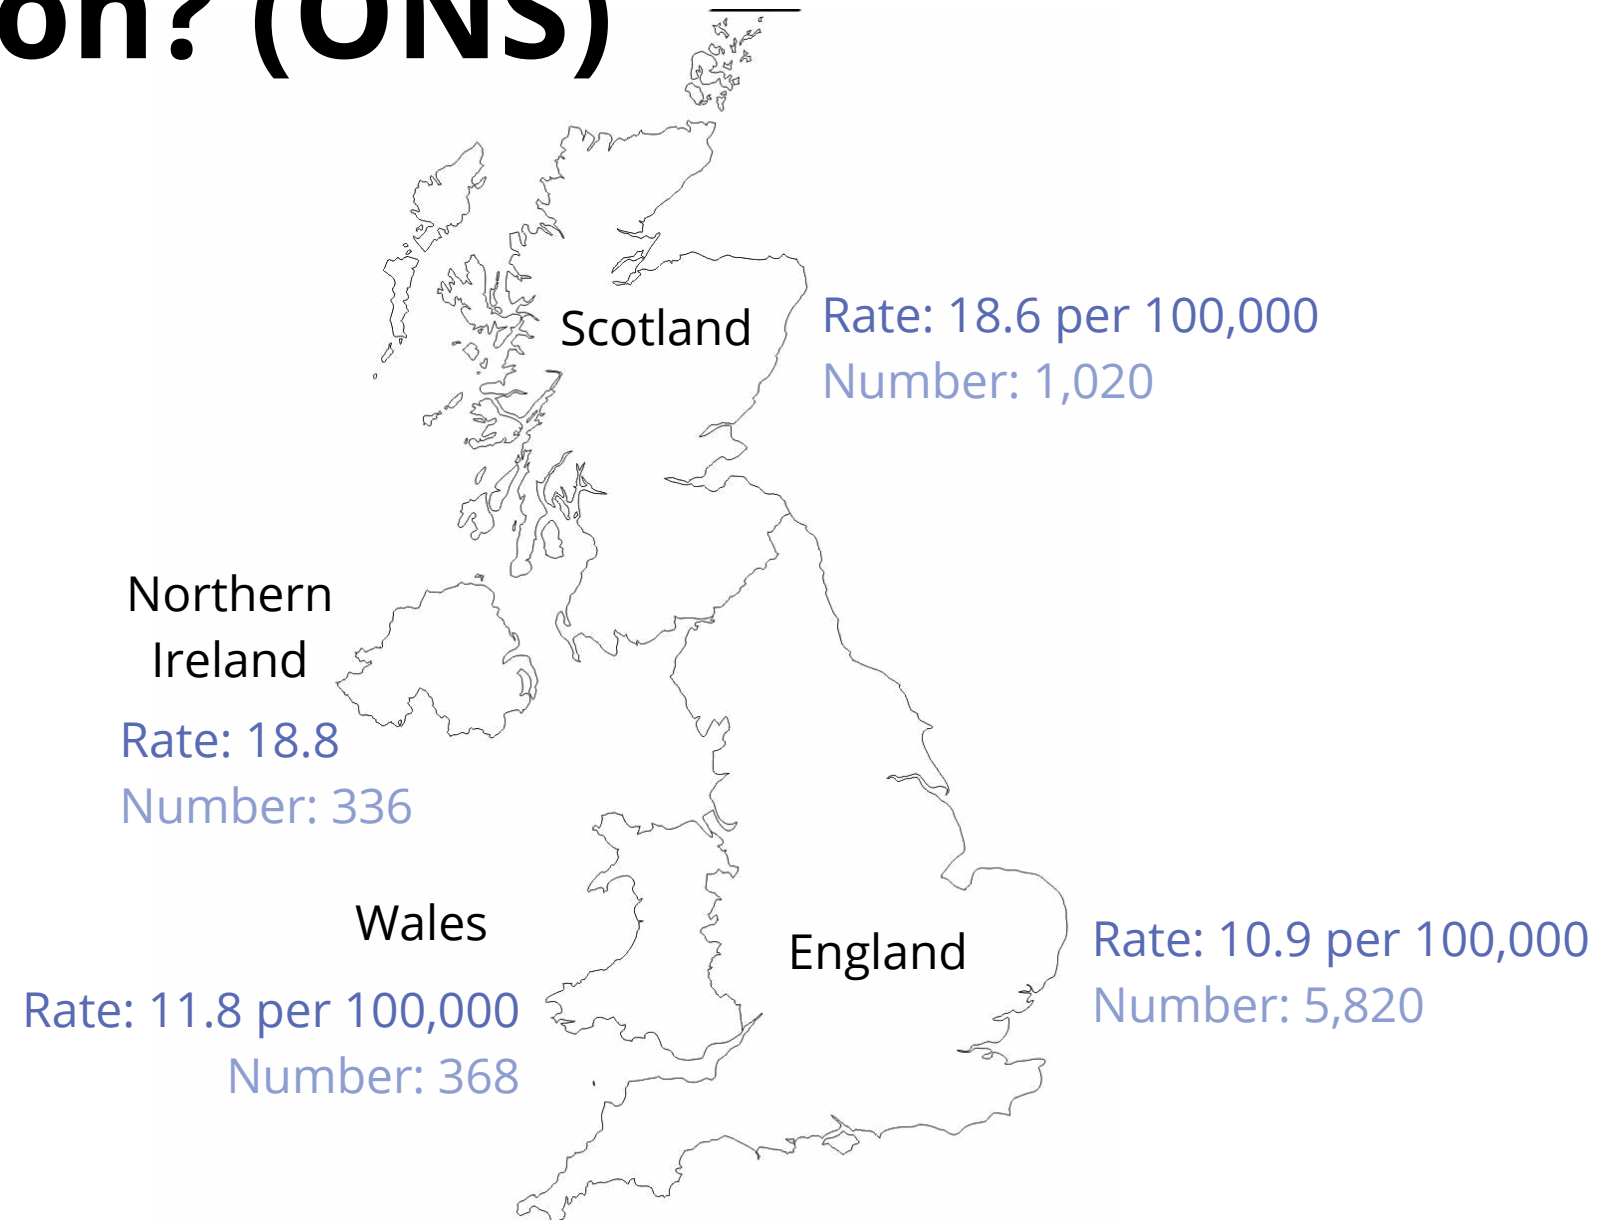 on? (ONS)
Scotland
Rate: 18.6 per 100,000
Number: 1,020
Northern
Ireland
Rate: 18.8
Number: 336
Wales
Rate: 11.8 per 100,000
Number: 368
England
Rate: 10.9 per 100,000
Number: 5,820